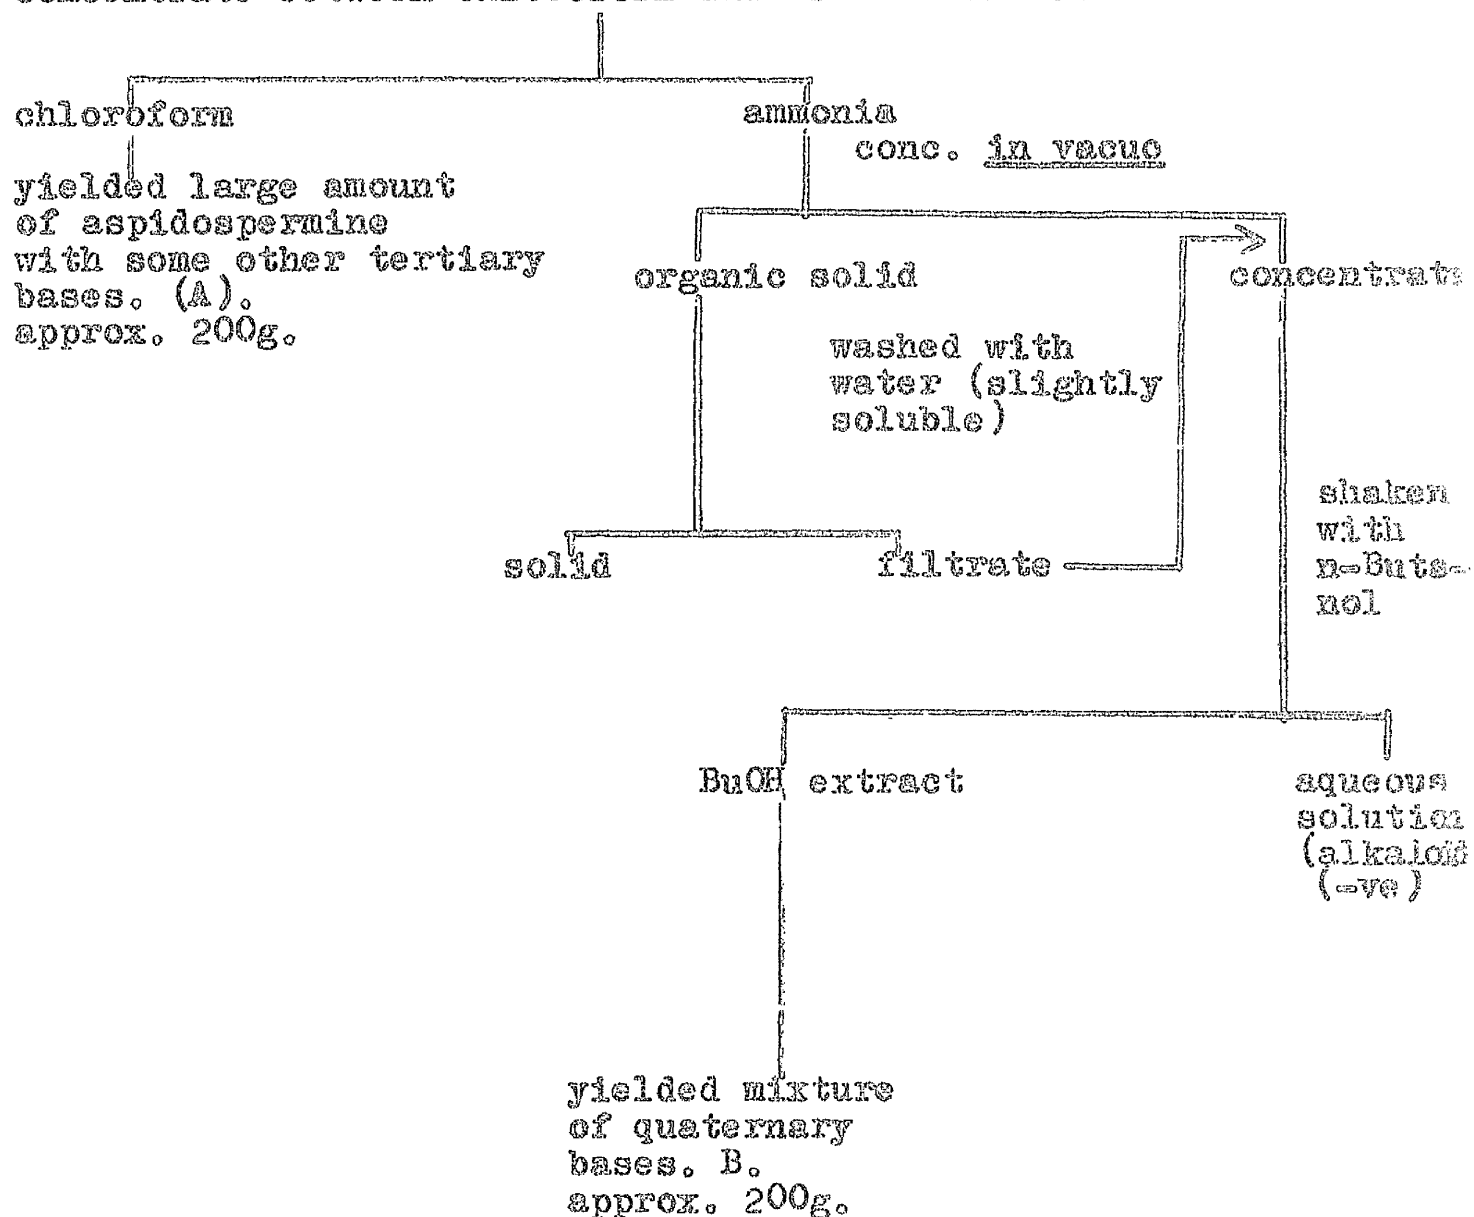 chloroform
ammonia
conc. in vacuo
yielded large amount
of aspidospermine
with some other tertiary
bases. (A).
approx. 200g.
organic solid
concentrate
washed with
water (slightly
soluble)
shaken
with
n-Buta-
nol
solid
filtrate
BuOH extract
aqueous
solution
(alkaloid
(-ve)
yielded mixture
of quaternary
bases. B.
approx. 200g.